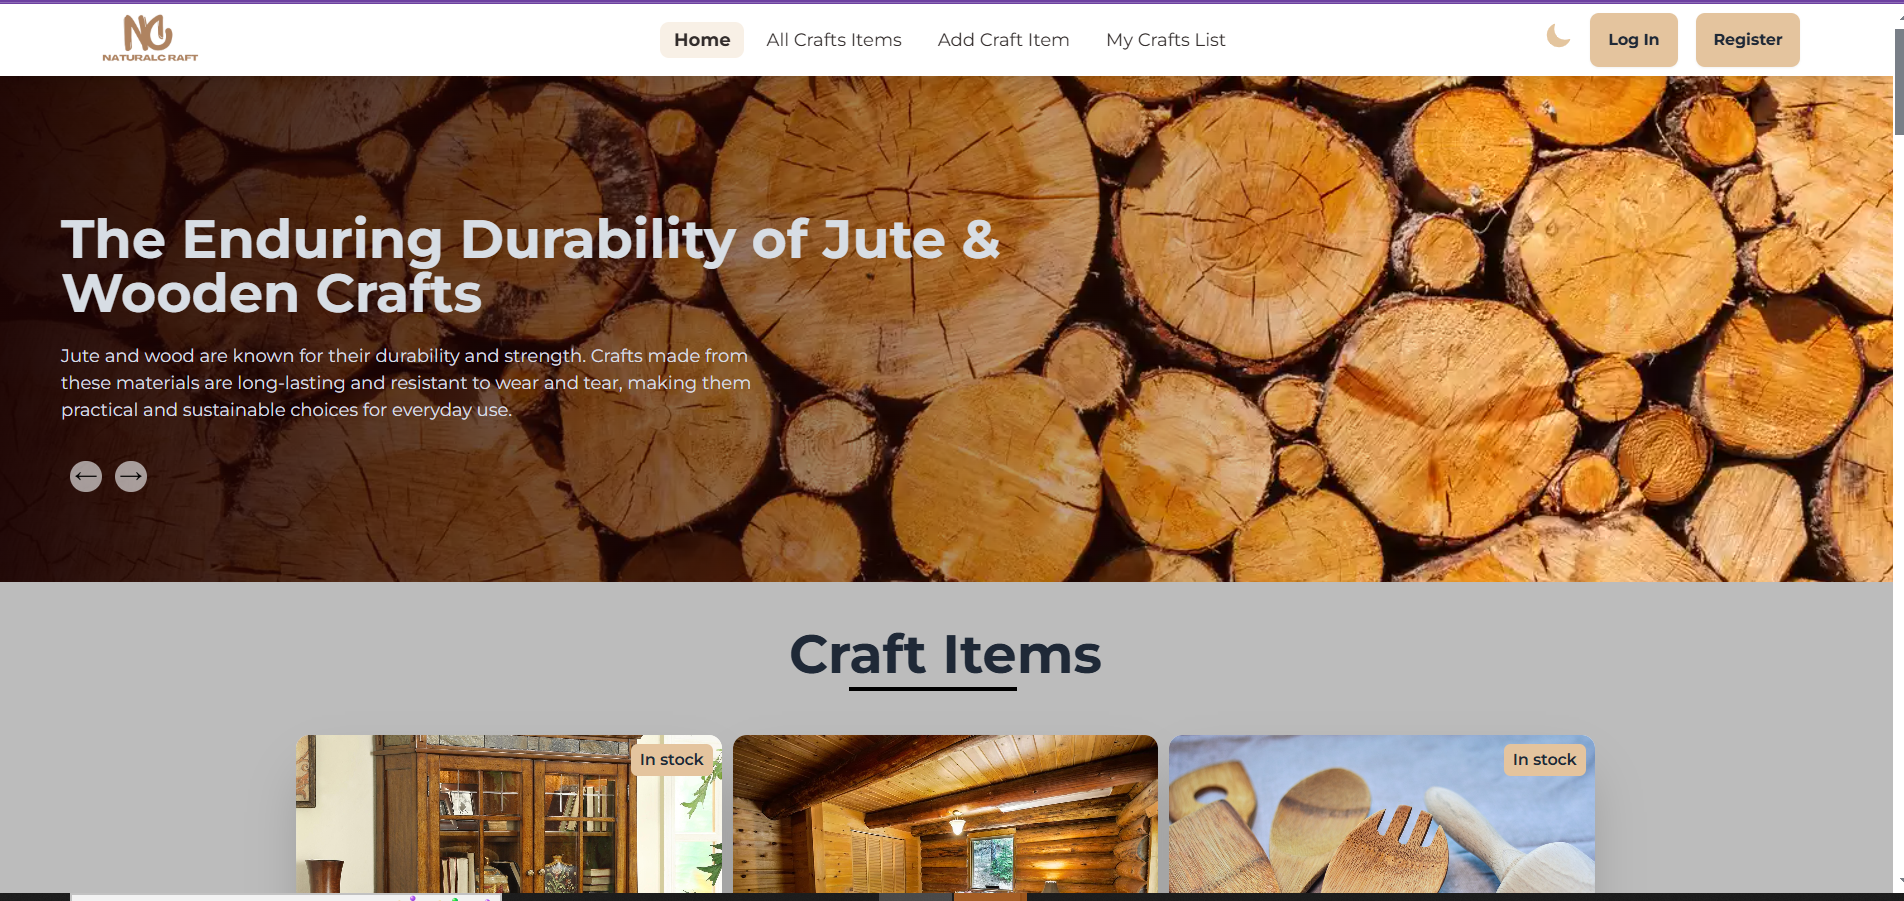 NC
NATURALCRAFT
Home
All Crafts Items
Add Craft Item
My Crafts List
Log In
Register
The Enduring Durability of Jute &
Wooden Crafts
Jute and wood are known for their durability and strength. Crafts made from
these materials are long-lasting and resistant to wear and tear, making them
practical and sustainable choices for everyday use.
Craft Items
In stock
In stock